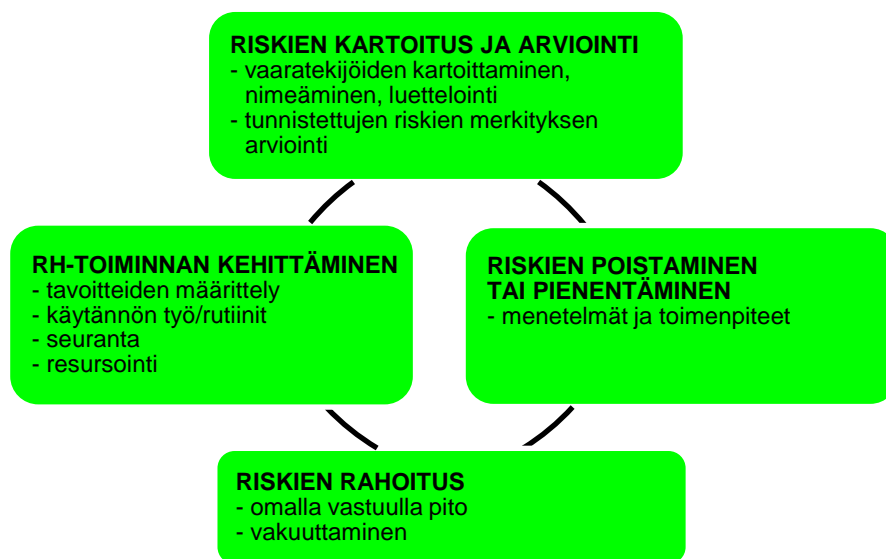 RISKIEN KARTOITUS JA ARVIOINTI
- vaaratekijöiden kartoittaminen,
nimeäminen, luettelointi
- tunnistettujen riskien merkityksen
arviointi
RH-TOIMINNAN KEHITTÄMINEN
- tavoitteiden määrittely
- käytännön työ/rutiinit
- seuranta
- resursointi
RISKIEN POISTAMINEN
TAI PIENENTÄMINEN
- menetelmät ja toimenpiteet
RISKIEN RAHOITUS
- omalla vastuulla pito
- vakuuttaminen